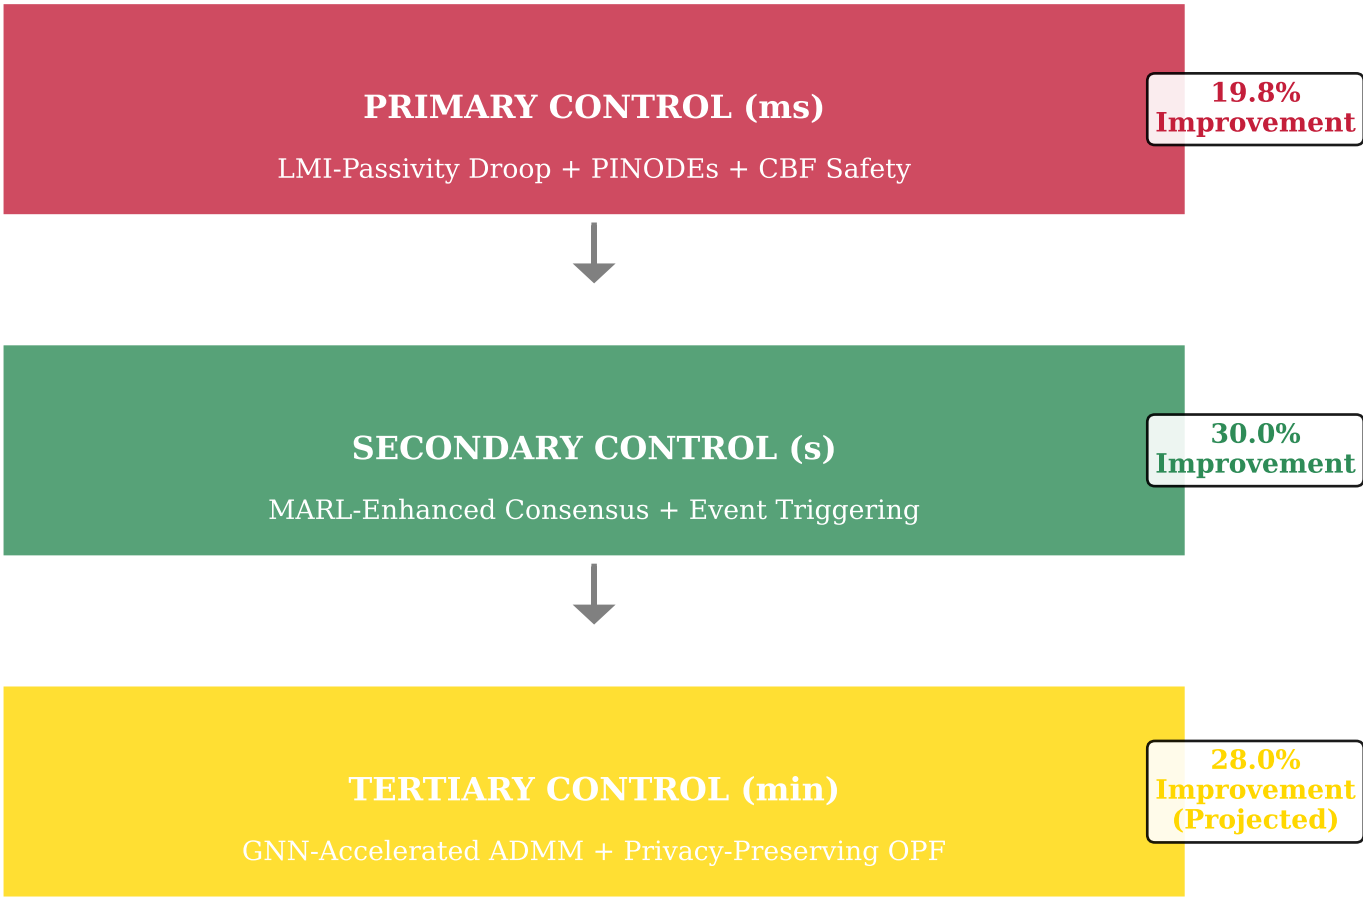 PRIMARY CONTROL (ms)
LMI-Passivity Droop + PINODEs + CBF Safety
19.8%
Improvement
SECONDARY CONTROL (s)
MARL-Enhanced Consensus + Event Triggering
30.0%
Improvement
TERTIARY CONTROL (min)
GNN-Accelerated ADMM + Privacy-Preserving OPF
28.0%
Improvement
(Projected)